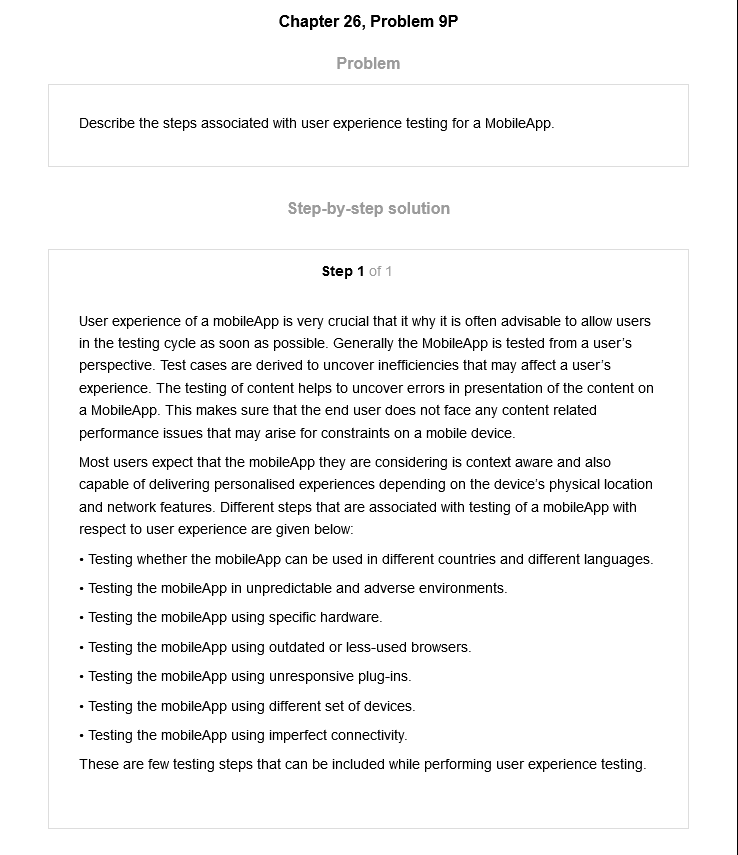 Chapter 26, Problem 9P
Problem
Describe the steps associated with user experience testing for a MobileApp.
Step-by-step solution
Step 1 of 1
User experience of a mobileApp is very crucial that it why it is often advisable to allow users
in the testing cycle as soon as possible. Generally the MobileApp is tested from a user's
perspective. Test cases are derived to uncover inefficiencies that may affect a user's
experience. The testing of content helps to uncover errors in presentation of the content on
a MobileApp. This makes sure that the end user does not face any content related
performance issues that may arise for constraints on a mobile device.
Most users expect that the mobileApp they are considering is context aware and also
capable of delivering personalised experiences depending on the device's physical location
and network features. Different steps that are associated with testing of a mobileApp with
respect to user experience are given below:
• Testing whether the mobileApp can be used in different countries and different languages.
• Testing the mobileApp in unpredictable and adverse environments.
• Testing the mobileApp using specific hardware.
• Testing the mobileApp using outdated or less-used browsers.
• Testing the mobileApp using unresponsive plug-ins.
• Testing the mobileApp using different set of devices.
• Testing the mobileApp using imperfect connectivity.
These are few testing steps that can be included while performing user experience testing.